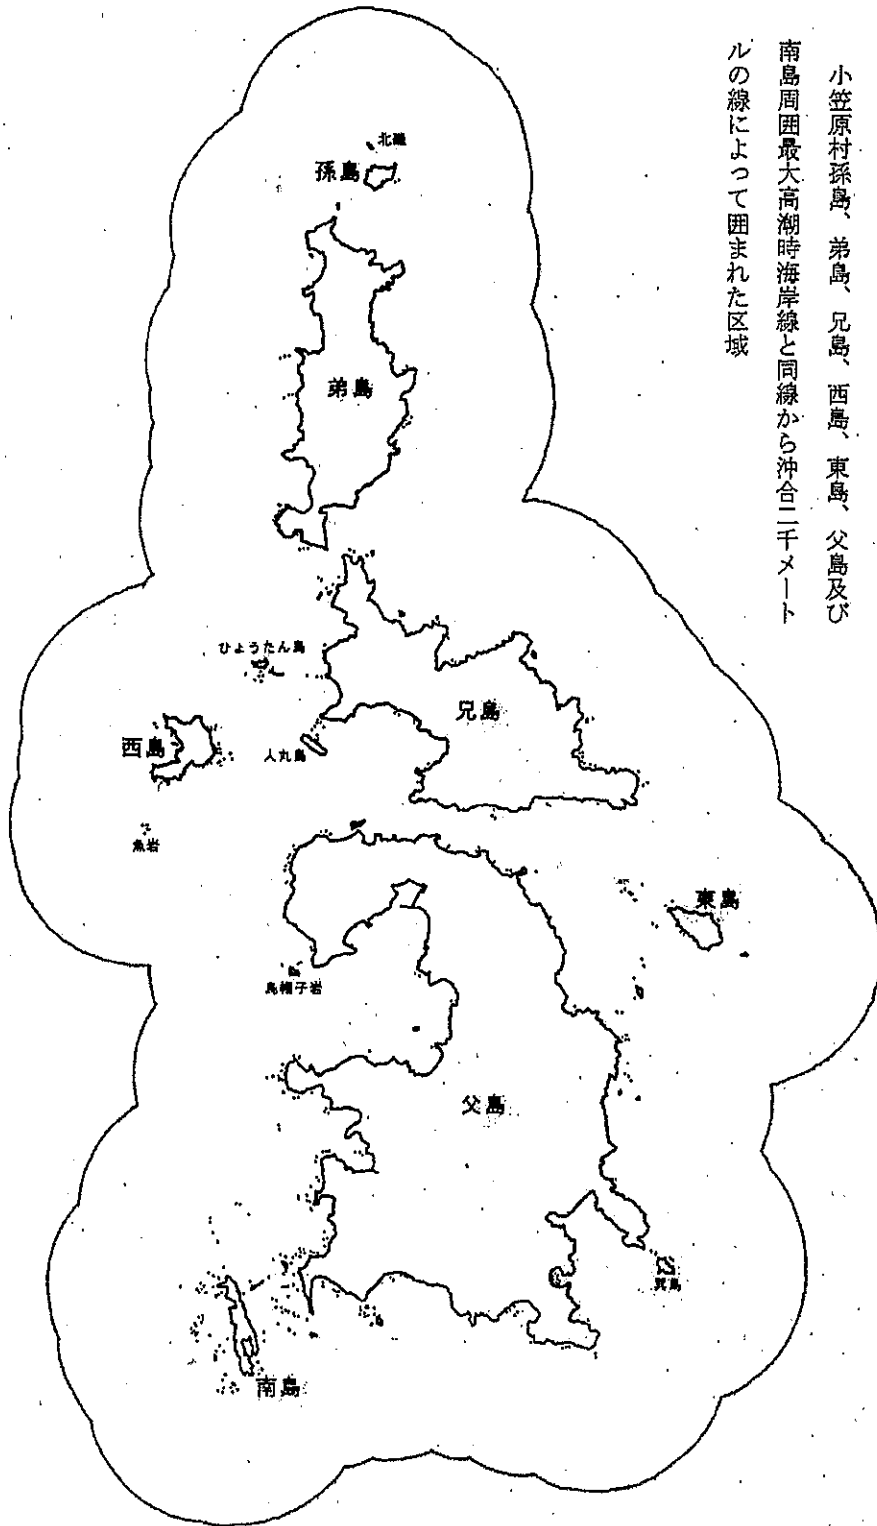 小笠原村孫島、弟島、兄島、西島、東島、父島及び
南島周囲最大高潮時海岸線と同線から沖合二千メート
ルの線によって囲まれた区域
北磯
孫島
弟島
ひょうたん島
兄島
西島
人丸島
魚岩
東島
烏帽子岩
父島
南島